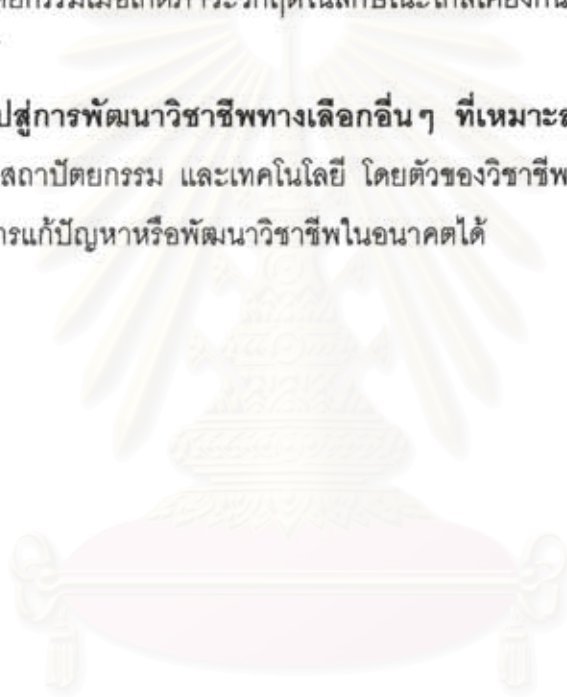 ปสู่การพัฒนาวิชาชีพทางเลือกอื่น ๆ ที่เหมาะส
สถาปัตยกรรม และเทคโนโลยี โดยตัวของวิชาชีพ
ารแก้ปัญหาหรือพัฒนาวิชาชีพในอนาคตได้